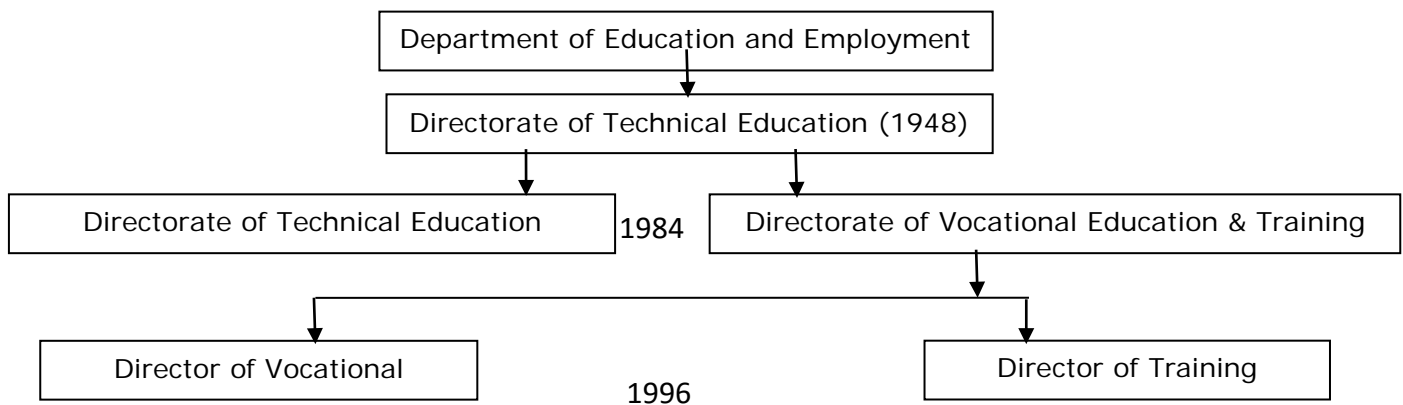 Department of Education and Employment
Directorate of Technical Education (1948)
Directorate of Technical Education
1984
Directorate of Vocational Education & Training
Director of Vocational
Director of Training
1996